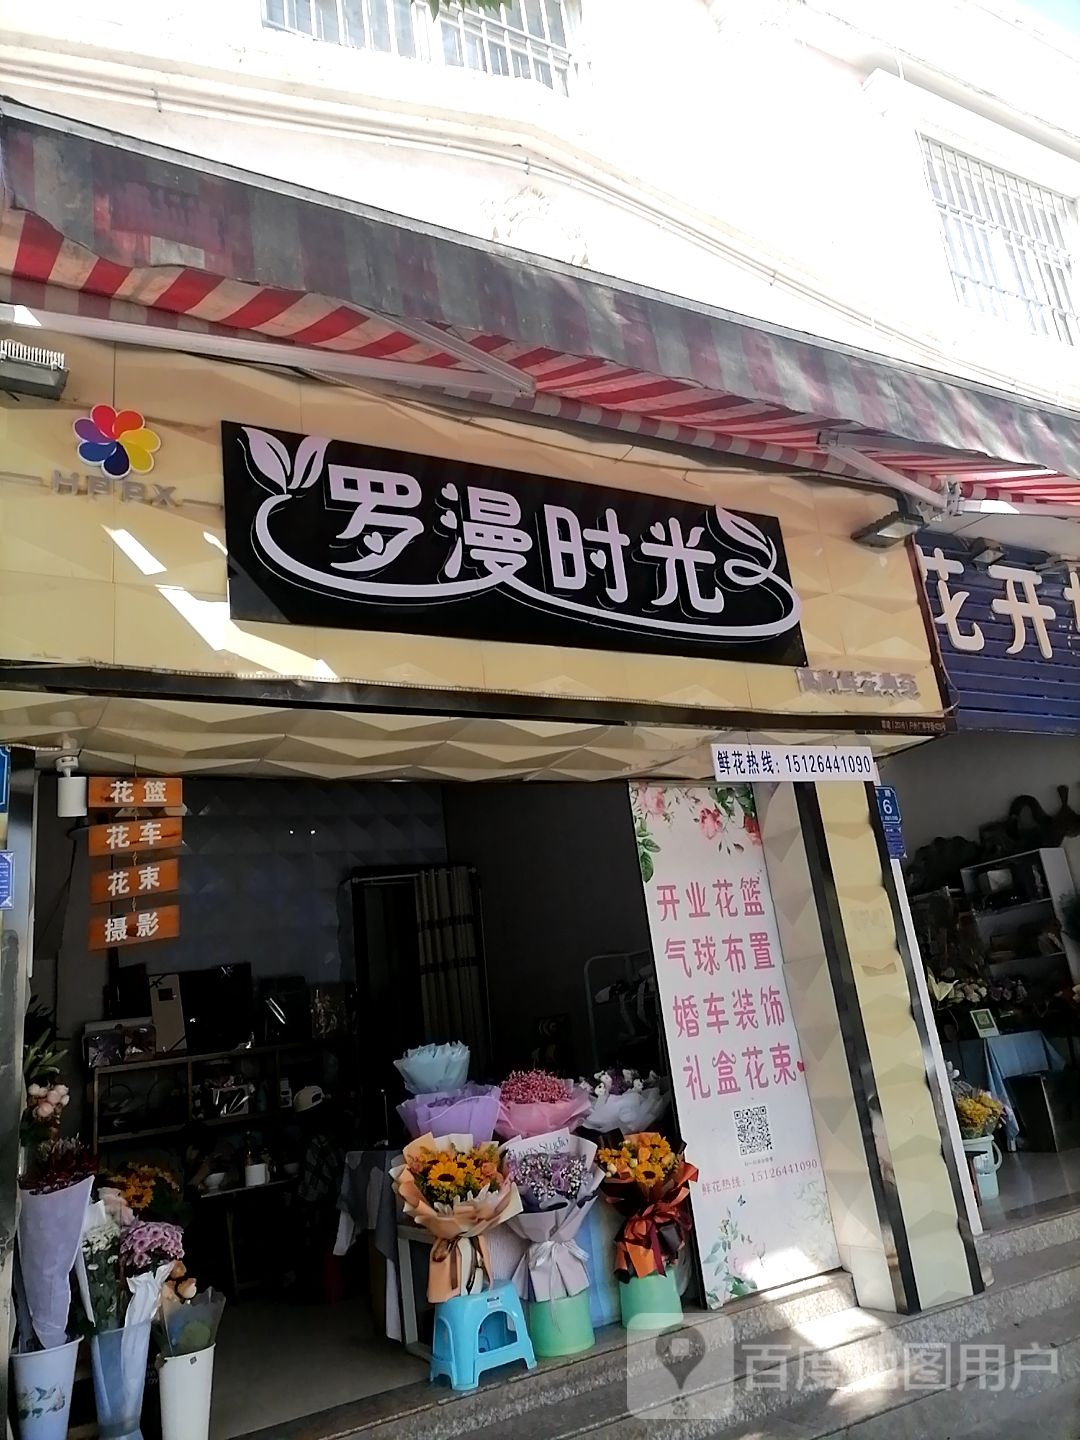 HPRX
罗漫时光
花开
鲜花热线：15126441090
6
花篮
花车
花束
摄影
开业花篮
气球布置
婚车装饰
礼盒花束
鲜花热线：15126441090
百度地图用户